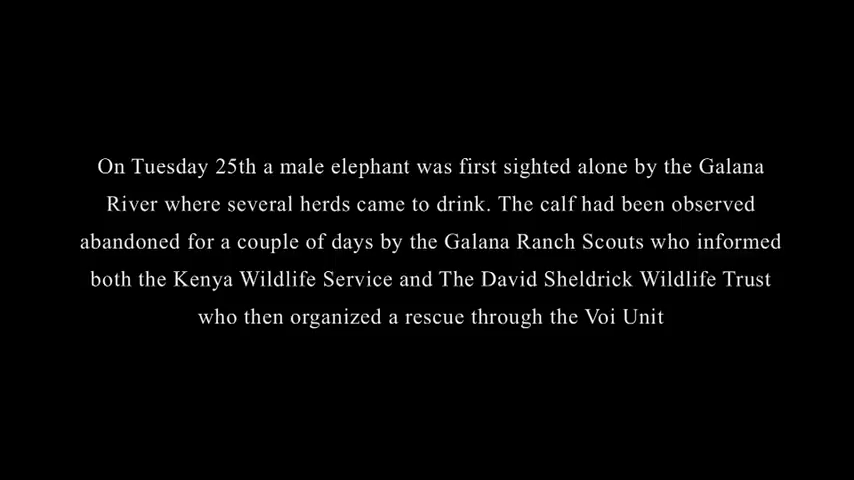 On Tuesday 25th a male elephant was first sighted alone by the Galana
River where several herds came to drink. The calf had been observed
abandoned for a couple of days by the Galana Ranch Scouts who informed
both the Kenya Wildlife Service and The David Sheldrick Wildlife Trust
who then organized a rescue through the Voi Unit